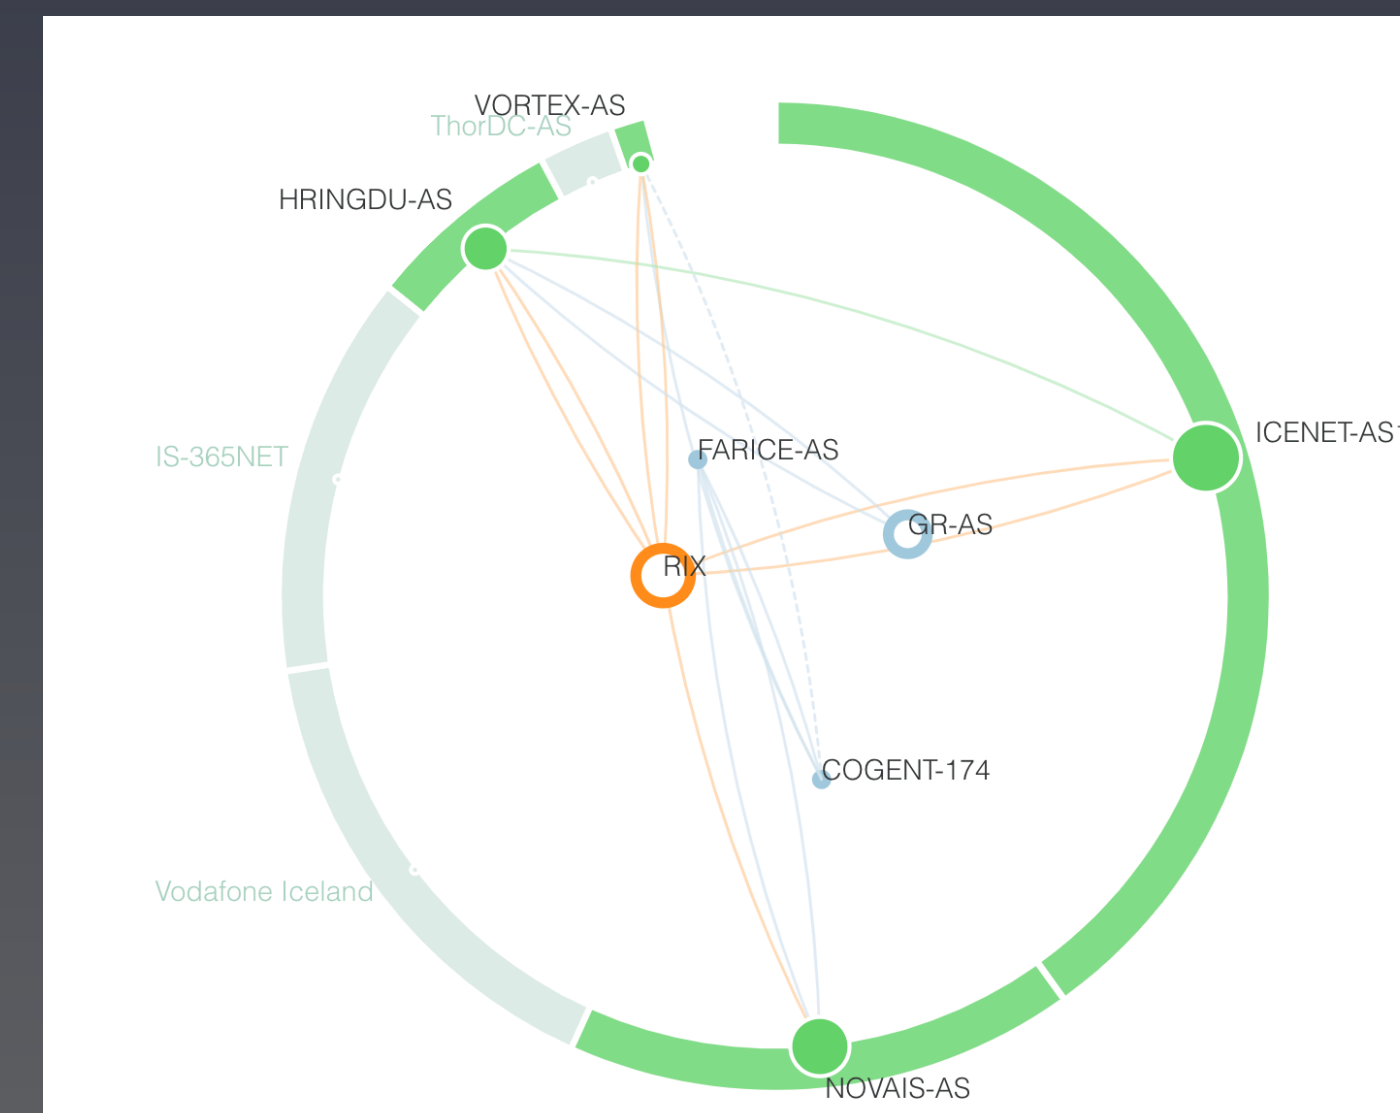 VORTEX-AS
ThorDC-AS
HRINGDU-AS
ICENET-AS1
FARICE-AS
IS-365NET
GR-AS
RIX
COGENT-174
Vodafone Iceland
NOVAIS-AS